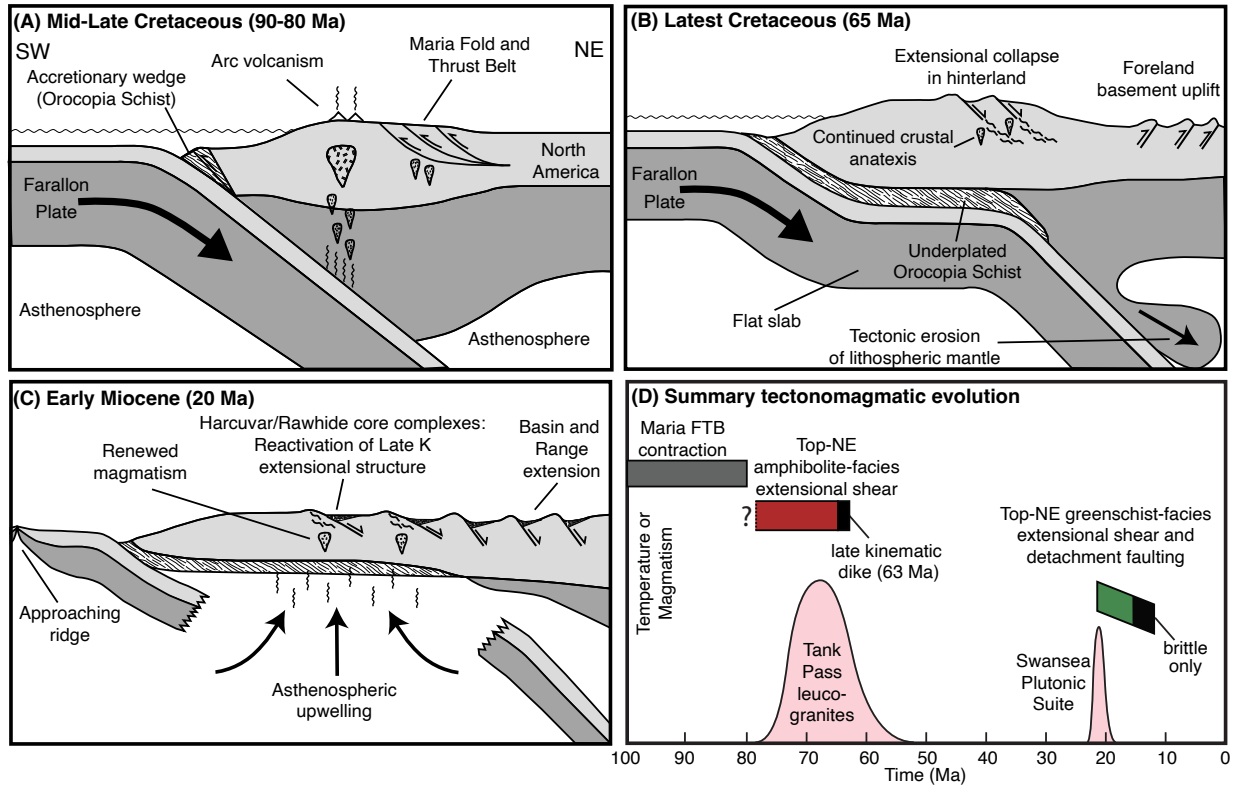 (A) Mid-Late Cretaceous (90-80 Ma)
SW
NE
Arc volcanism
Maria Fold and
Thrust Belt
Accretionary wedge
(Orocopia Schist)
North
America
Farallon
Plate
Asthenosphere
Asthenosphere
(B) Latest Cretaceous (65 Ma)
Extensional collapse
in hinterland
Foreland
basement uplift
Continued crustal
anatexis
Farallon
Plate
Underplated
Orocopia Schist
Flat slab
Tectonic erosion
of lithospheric mantle
(C) Early Miocene (20 Ma)
Harcuvar/Rawhide core complexes:
Reactivation of Late K
extensional structure
Renewed
magmatism
Basin and
Range
extension
Approaching
ridge
Asthenospheric
upwelling
(D) Summary tectonomagmatic evolution
Maria FTB
contraction
Top-NE
amphibolite-facies
extensional shear
?
late kinematic
dike (63 Ma)
Top-NE greenschist-facies
extensional shear and
detachment faulting
brittle
only
Temperature or
Magmatism
Tank
Pass
leuco-
granites
Swansea
Plutonic
Suite
100 90 80 70 60 50 40 30 20 10 0
Time (Ma)